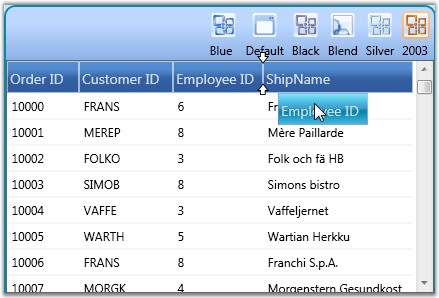 Blue Default Black Blend Silver 2003
Order ID Customer ID Employee ID ShipName
10000 FRANS 6 Fr
Employee ID
10001 MEREP 8 Mère Paillarde
10002 FOLKO 3 Folk och fä HB
10003 SIMOB 8 Simons bistro
10004 VAFFE 3 Vaffeljernet
10005 WARTH 5 Wartian Herkku
10006 FRANS 8 Franchi S.p.A.
10007 MORGK 4 Morgenstern Gesundkost